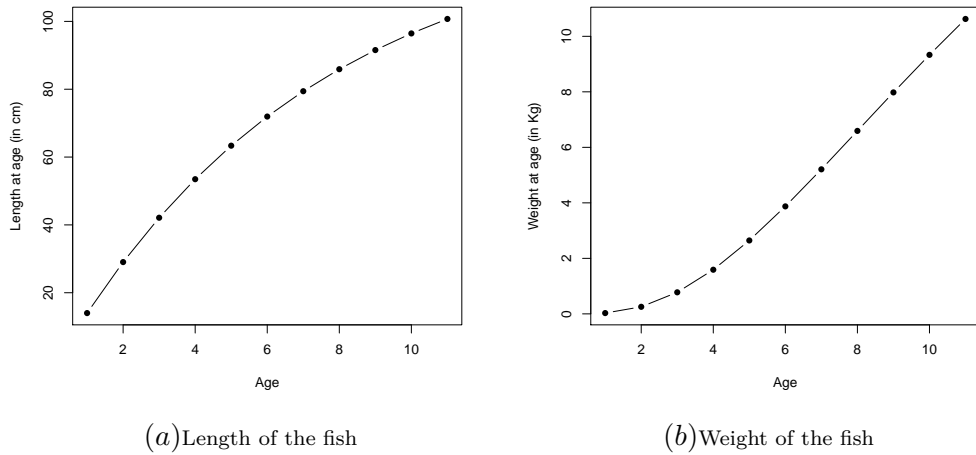 Length at age (in cm)
100
80
60
40
20
2 4 6 8 10
Age
(a)Length of the fish
Weight at age (in Kg)
10
8
6
4
2
0
2 4 6 8 10
Age
(b)Weight of the fish